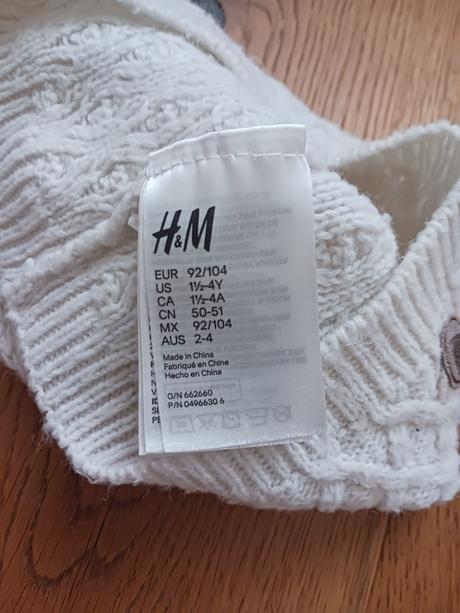 H&M
EUR 92/104
US 1½-4Y
CA 1½-4A
CN 50-51
MX 92/104
AUS 2-4
Made in China
Fabriqué en Chine
Hecho en China
O/N 662660
P/N 0496630 6